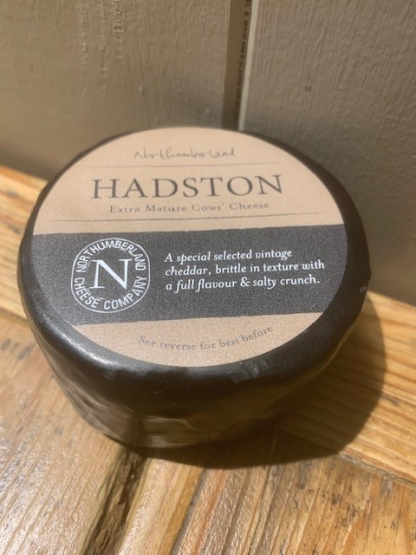 Northumberland
HADSTON
Extra Mature Cows' Cheese
NORTHUMBERLAND
N
CHEESE COMPANY
A special selected vintage
cheddar, brittle in texture with
a full flavour & salty crunch.
See reverse for best before